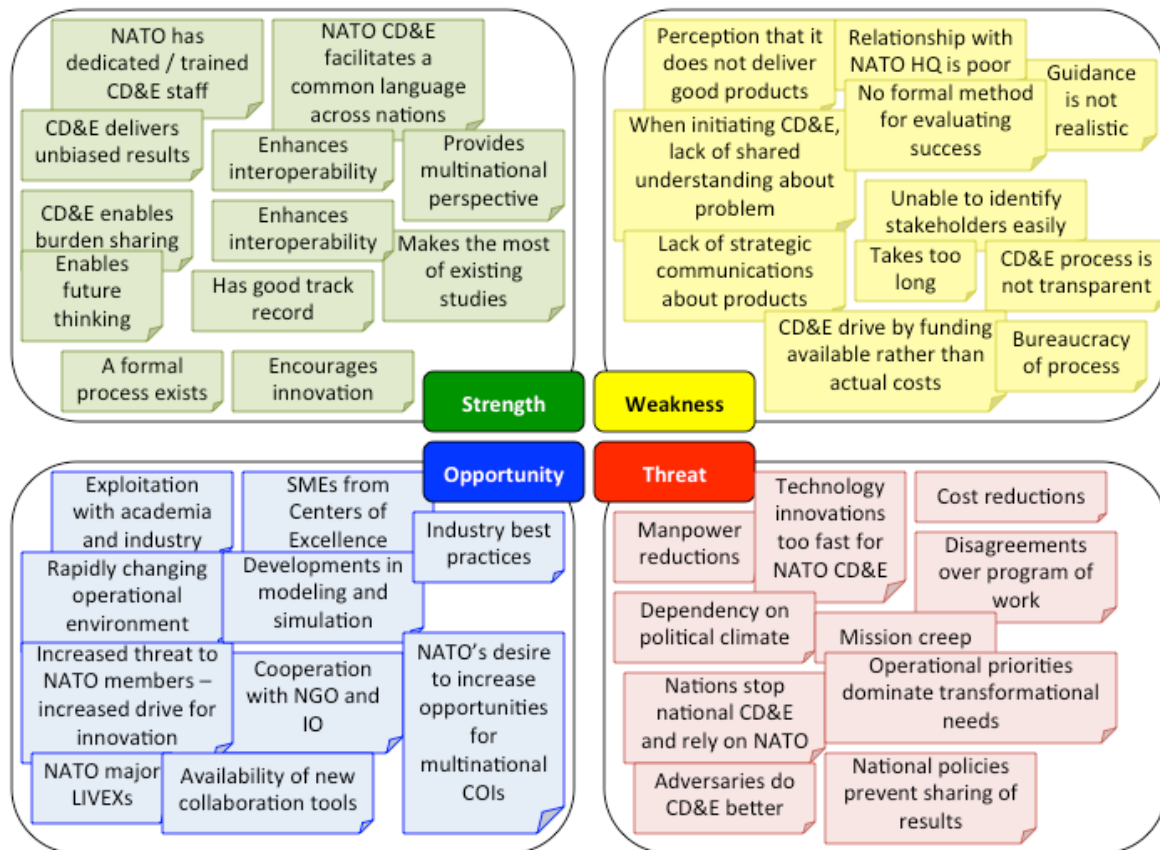 NATO has
dedicated / trained
CD&E staff
NATO CD&E
facilitates a
common language
across nations
CD&E delivers
unbiased results
Enhances
interoperability
Provides
multinational
perspective
CD&E enables
burden sharing
Enhances
interoperability
Makes the most
of existing
studies
Enables
future
thinking
Has good track
record
A formal
process exists
Encourages
innovation
Strength
Perception that it
does not deliver
good products
Relationship with
NATO HQ is poor
Guidance
is not
realistic
No formal method
for evaluating
success
When initiating CD&E,
lack of shared
understanding about
problem
Unable to identify
stakeholders easily
Lack of strategic
communications
about products
Takes too
long
CD&E process is
not transparent
CD&E drive by funding
available rather than
actual costs
Bureaucracy
of process
Weakness
Opportunity
Exploitation
with academia
and industry
SMEs from
Centers of
Excellence
Industry best
practices
Rapidly changing
operational
environment
Developments in
modeling and
simulation
Increased threat to
NATO members –
increased drive for
innovation
Cooperation
with NGO and
IO
NATO's desire
to increase
opportunities
for
multinational
COIs
NATO major
LIVEXs
Availability of new
collaboration tools
Threat
Manpower
reductions
Technology
innovations
too fast for
NATO CD&E
Cost reductions
Disagreements
over program of
work
Dependency on
political climate
Mission creep
Operational priorities
dominate transformational
needs
Nations stop
national CD&E
and rely on NATO
Adversaries do
CD&E better
National policies
prevent sharing of
results